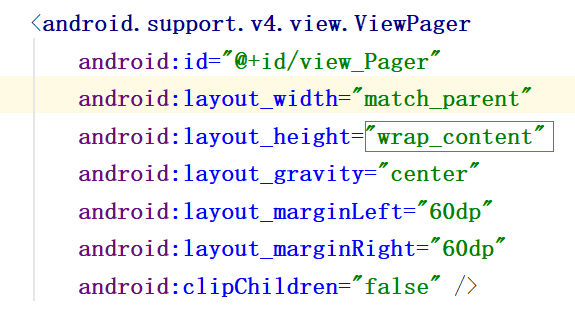 <android.support.v4.view.ViewPager
android:id="@+id/view_Pager"
android:layout_width="match_parent"
android:layout_height="wrap_content"
android:layout_gravity="center"
android:layout_marginLeft="60dp"
android:layout_marginRight="60dp"
android:clipChildren="false" />